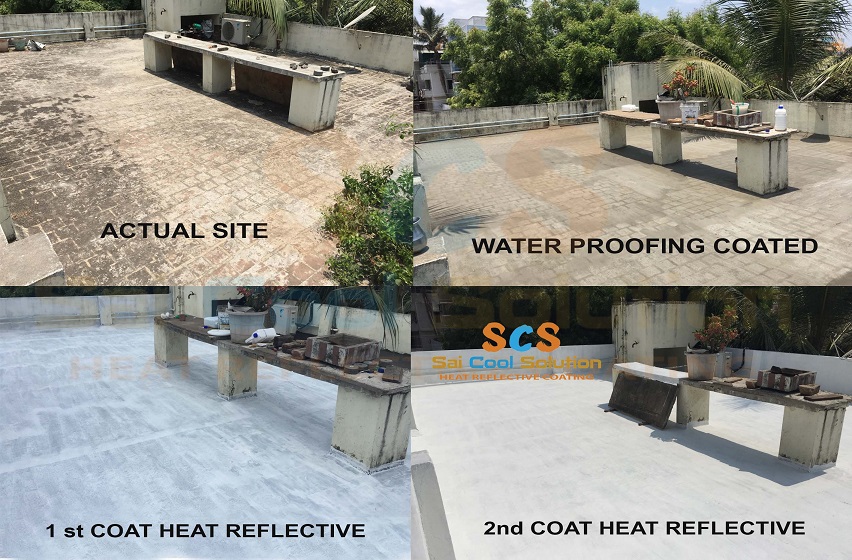 ACTUAL SITE
WATER PROOFING COATED
SCS
Sai Cool Solution
HEAT REFLECTIVE COATING
1 st COAT HEAT REFLECTIVE
2nd COAT HEAT REFLECTIVE